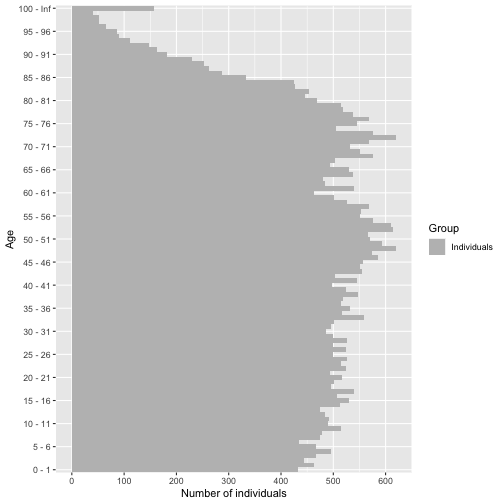 100 - Inf
95 - 96
90 - 91
85 - 86
80 - 81
75 - 76
70 - 71
65 - 66
60 - 61
55 - 56
50 - 51
45 - 46
40 - 41
35 - 36
30 - 31
25 - 26
20 - 21
15 - 16
10 - 11
5 - 6
0 - 1
Age
0 100 200 300 400 500 600
Number of individuals
Group
Individuals